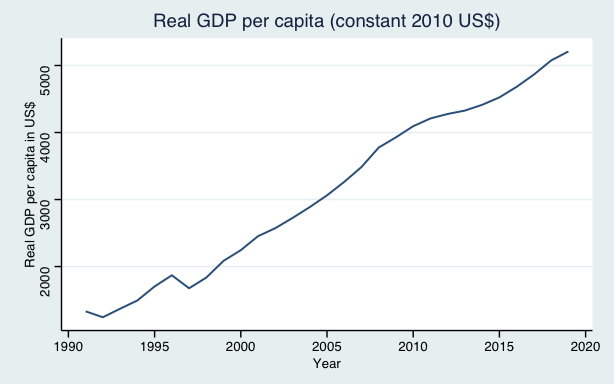 Real GDP per capita (constant 2010 US$)
Real GDP per capita in US$
5000
4000
3000
2000
1990 1995 2000 2005 2010 2015 2020
Year